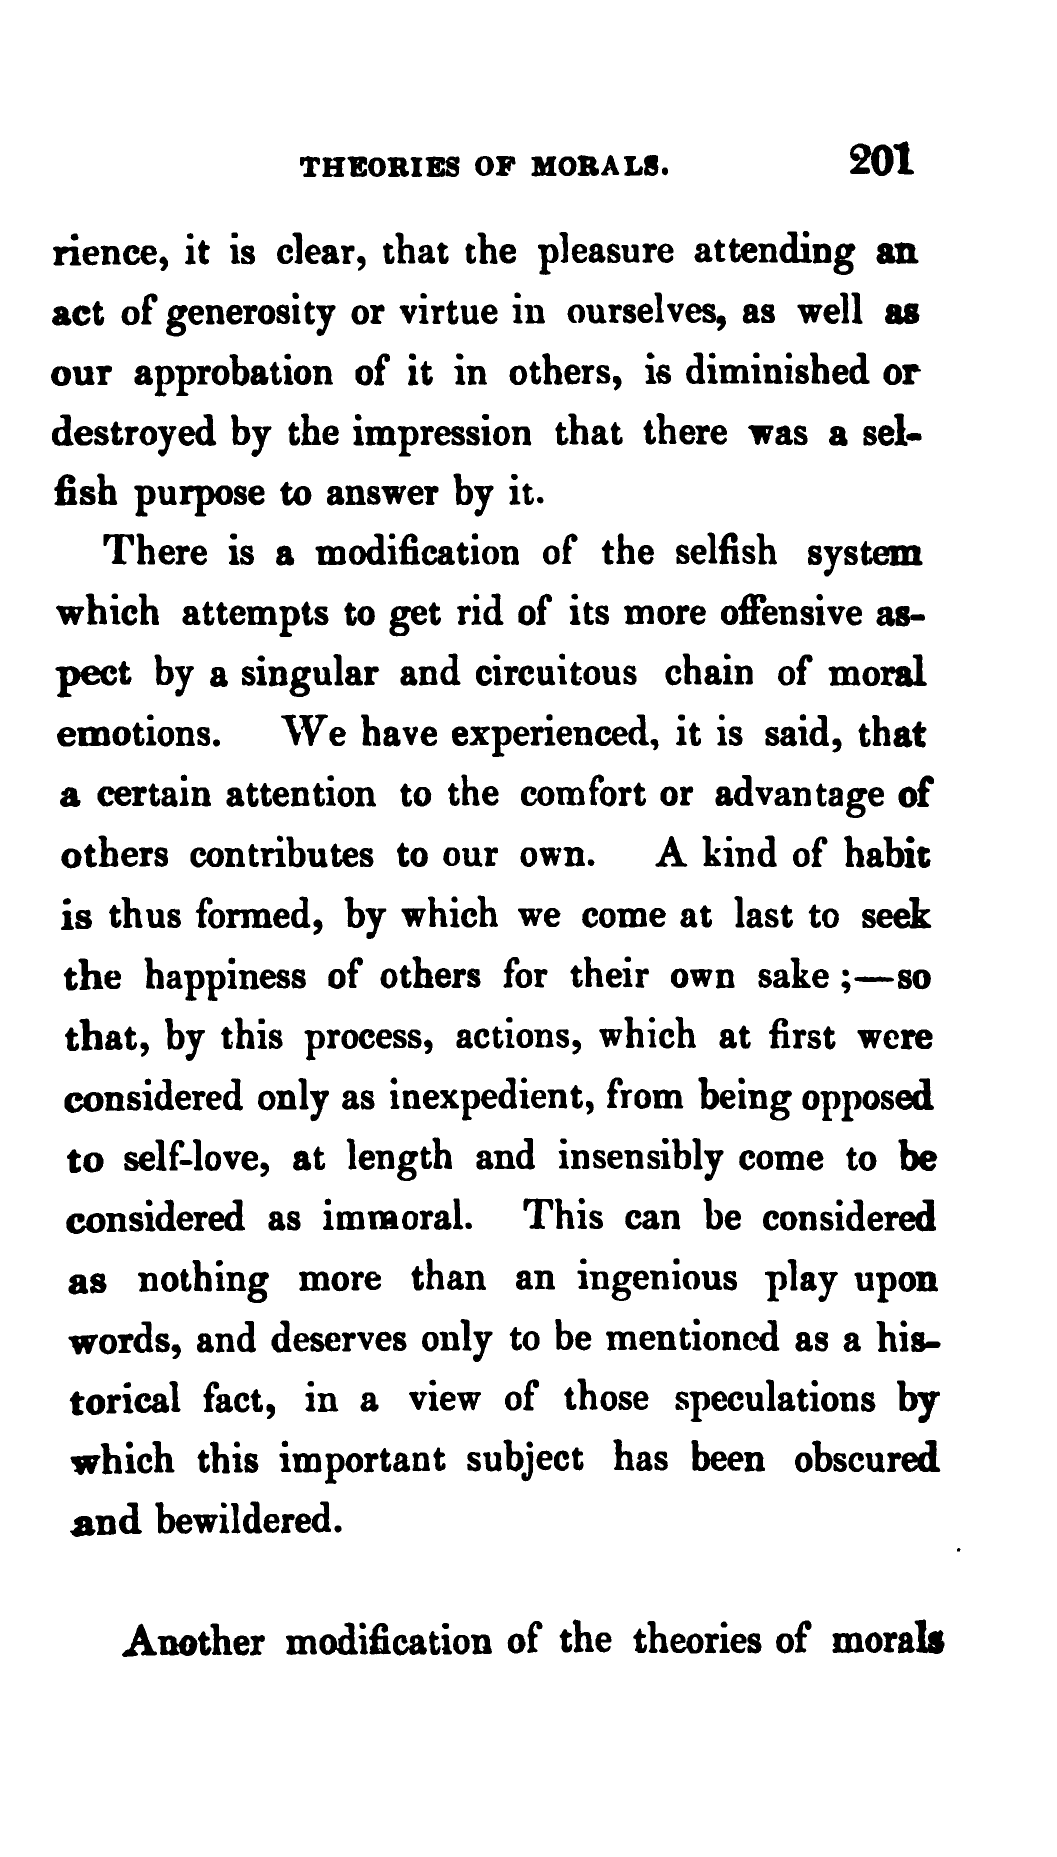 THEORIES OF MORALS. 201
rience, it is clear, that the pleasure attending an
act of generosity or virtue in ourselves, as well as
our approbation of it in others, is diminished or
destroyed by the impression that there was a sel-
fish purpose to answer by it.
There is a modification of the selfish system
which attempts to get rid of its more offensive as-
pect by a singular and circuitous chain of moral
emotions. We have experienced, it is said, that
a certain attention to the comfort or advantage of
others contributes to our own. A kind of habit
is thus formed, by which we come at last to seek
the happiness of others for their own sake ;—so
that, by this process, actions, which at first were
considered only as inexpedient, from being opposed
to self-love, at length and insensibly come to be
considered as immoral. This can be considered
as nothing more than an ingenious play upon
words, and deserves only to be mentioned as a his-
torical fact, in a view of those speculations by
which this important subject has been obscured
and bewildered.
Another modification of the theories of morals